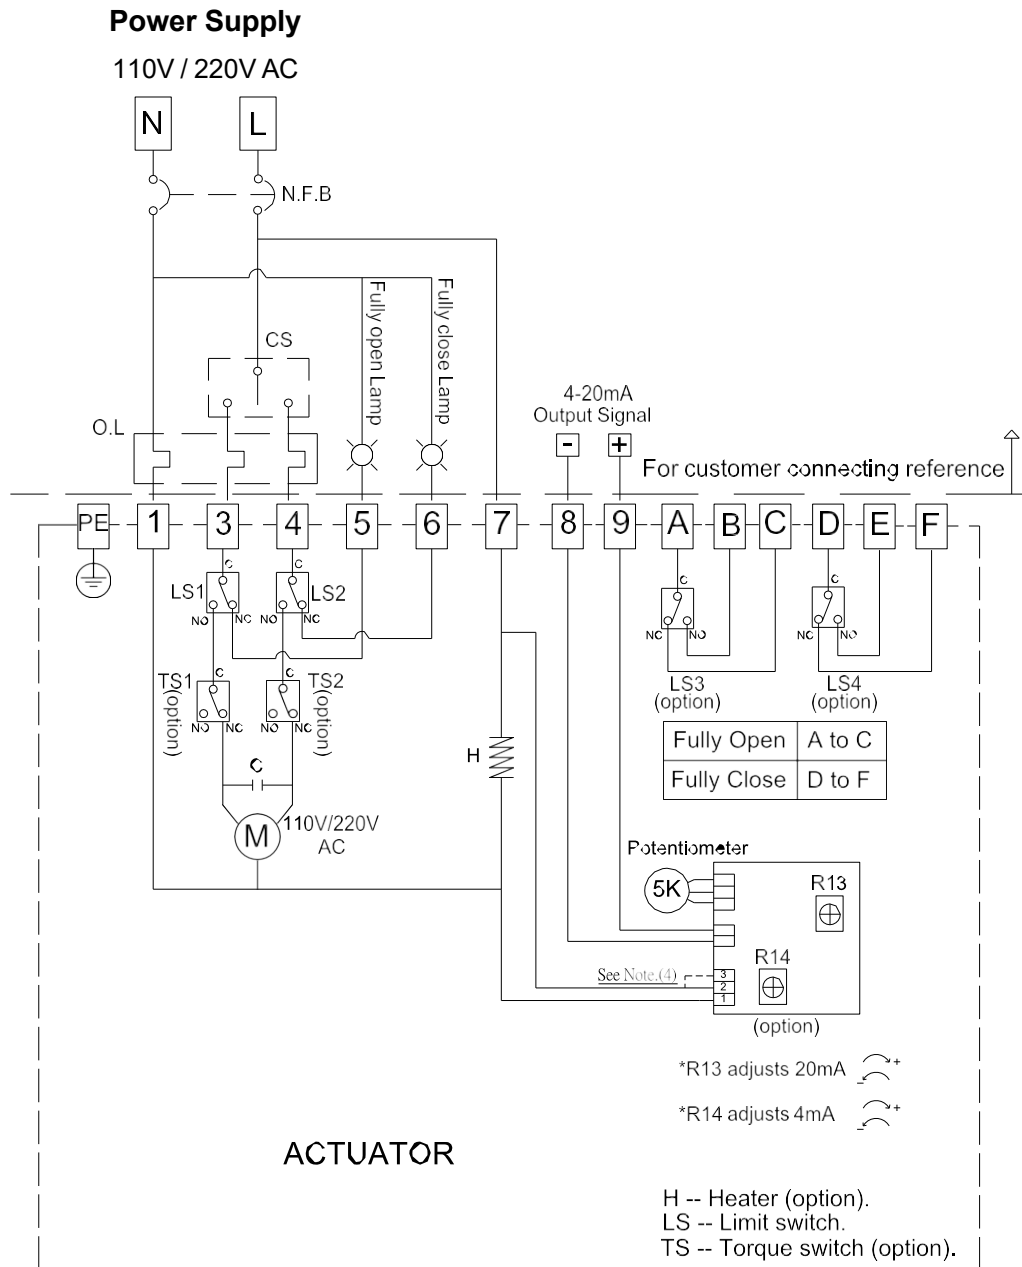 Power Supply
110V / 220V AC
N L
N.F.B
Fully open Lamp
Fully close Lamp
CS
O.L
4-20mA
Output Signal
- +
For customer connecting reference
PE 1 3 4 5 6 7 8 9 A B C D E F
C C
LS1 LS2
NO NC NO NC
C C
NC NO NC NO
LS3 LS4
(option) (option)
C C
TS1 TS2
(option) (option)
NO NC NO NC
Fully Open A to C
Fully Close D to F
H
C
M 110V/220V
AC
Potentiometer
5K
R13
R14
See Note.(4)
3
2
1
(option)
*R13 adjusts 20mA - +
*R14 adjusts 4mA - +
ACTUATOR
H -- Heater (option).
LS -- Limit switch.
TS -- Torque switch (option).